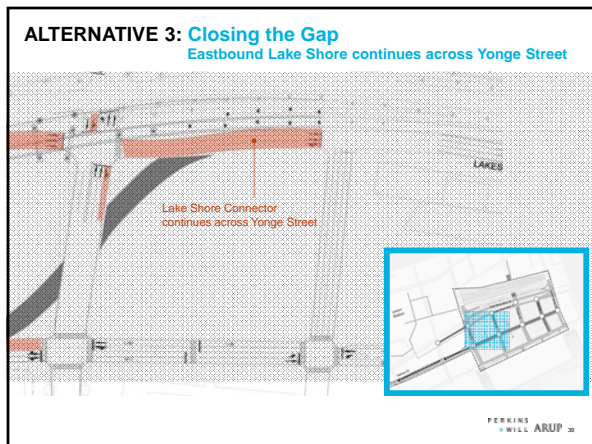 ALTERNATIVE 3: Closing the Gap
Eastbound Lake Shore continues across Yonge Street
LAKES
Lake Shore Connector
continues across Yonge Street
PERKINS
+ WILL ARUP 39